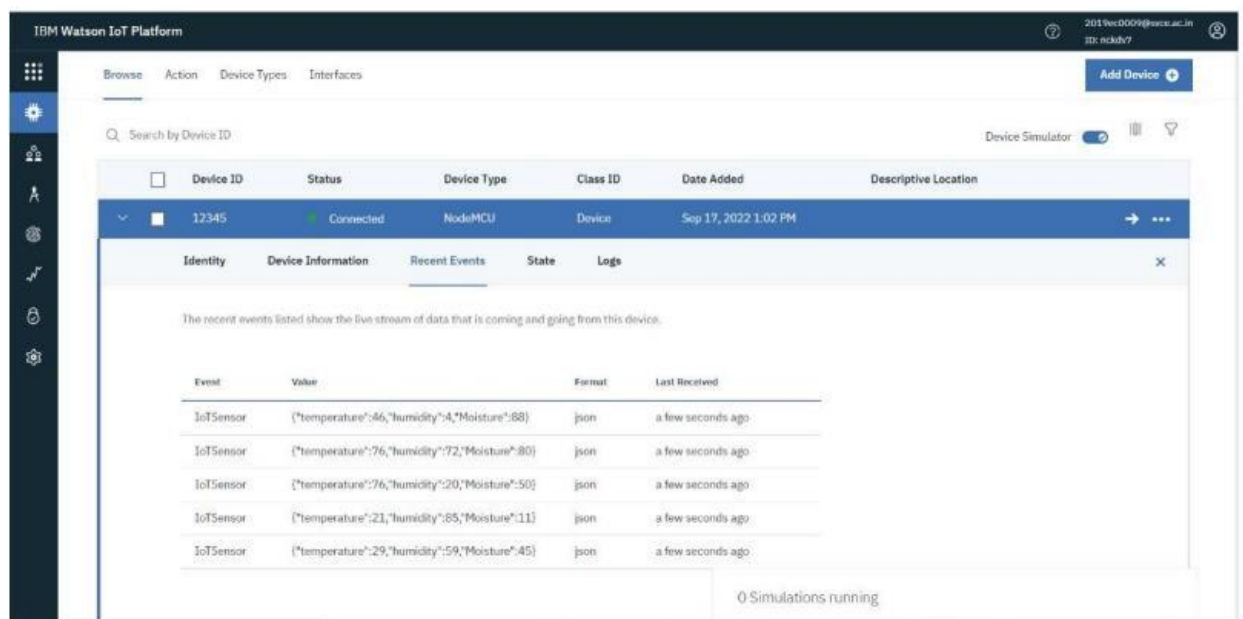 IBM Watson IoT Platform
2019ec0009@svce.ac.in
ID: nckdv7
Browse Action Device Types Interfaces
Add Device
Search by Device ID
Device Simulator
Device ID Status Device Type Class ID Date Added Descriptive Location
12345 Connected NodeMCU Device Sep 17, 2022 1:02 PM
Identity Device Information Recent Events State Logs
The recent events listed show the live stream of data that is coming and going from this device.
Event Value Format Last Received
IoTSensor {"temperature":46,"humidity":4,"Moisture":88} json a few seconds ago
IoTSensor {"temperature":76,"humidity":72,"Moisture":80} json a few seconds ago
IoTSensor {"temperature":76,"humidity":20,"Moisture":50} json a few seconds ago
IoTSensor {"temperature":21,"humidity":85,"Moisture":11} json a few seconds ago
IoTSensor {"temperature":29,"humidity":59,"Moisture":45} json a few seconds ago
0 Simulations running